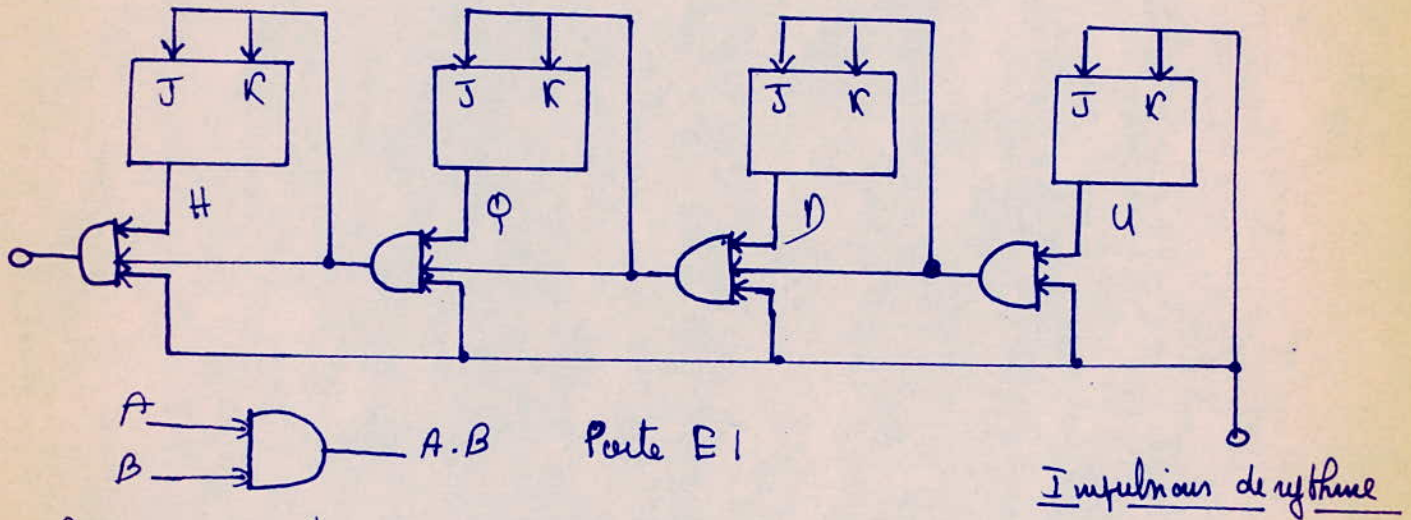 J K J K J K J K
H Q D U
A
B
A.B Porte ET
Impulsions de rythme